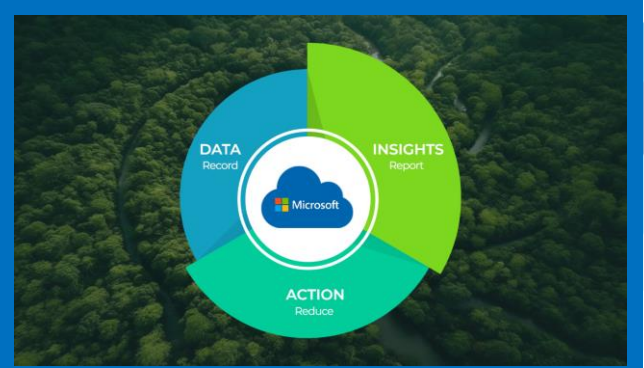 DATA
Record
INSIGHTS
Report
Microsoft
ACTION
Reduce